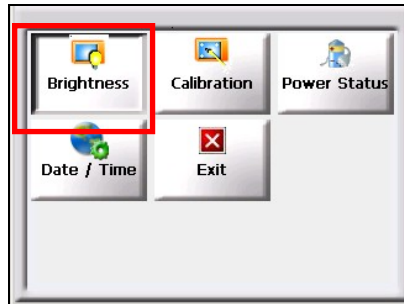 Brightness
Calibration
Power Status
Date / Time
Exit